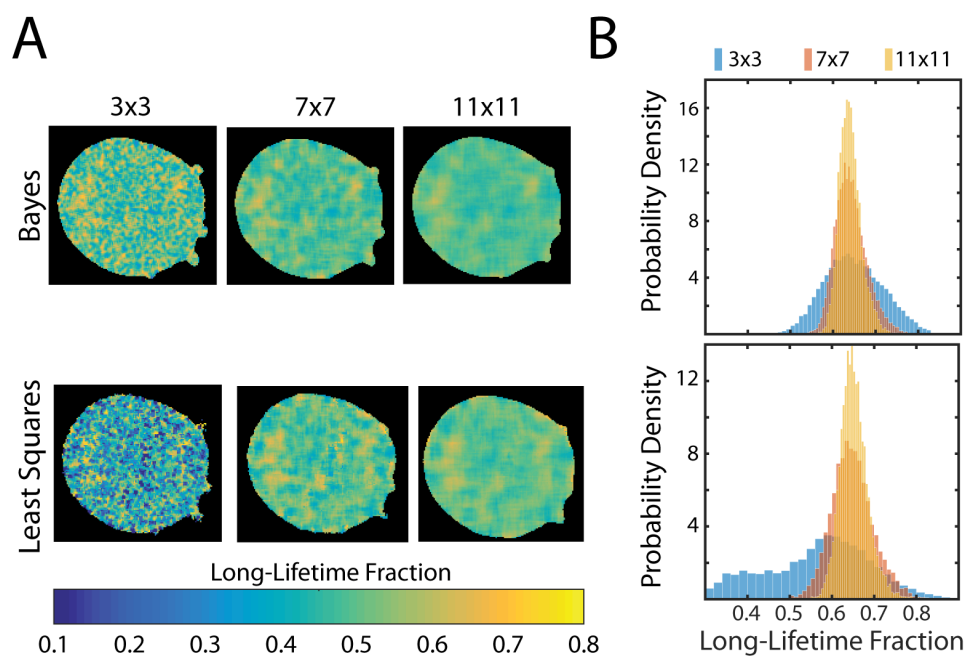 A
3x3
7x7
11x11
Bayes
Least Squares
Long-Lifetime Fraction
0.1
0.2
0.3
0.4
0.5
0.6
0.7
0.8
B
3x3
7x7
11x11
Probability Density
16
12
8
4
Probability Density
12
8
4
0.4
0.5
0.6
0.7
0.8
Long-Lifetime Fraction